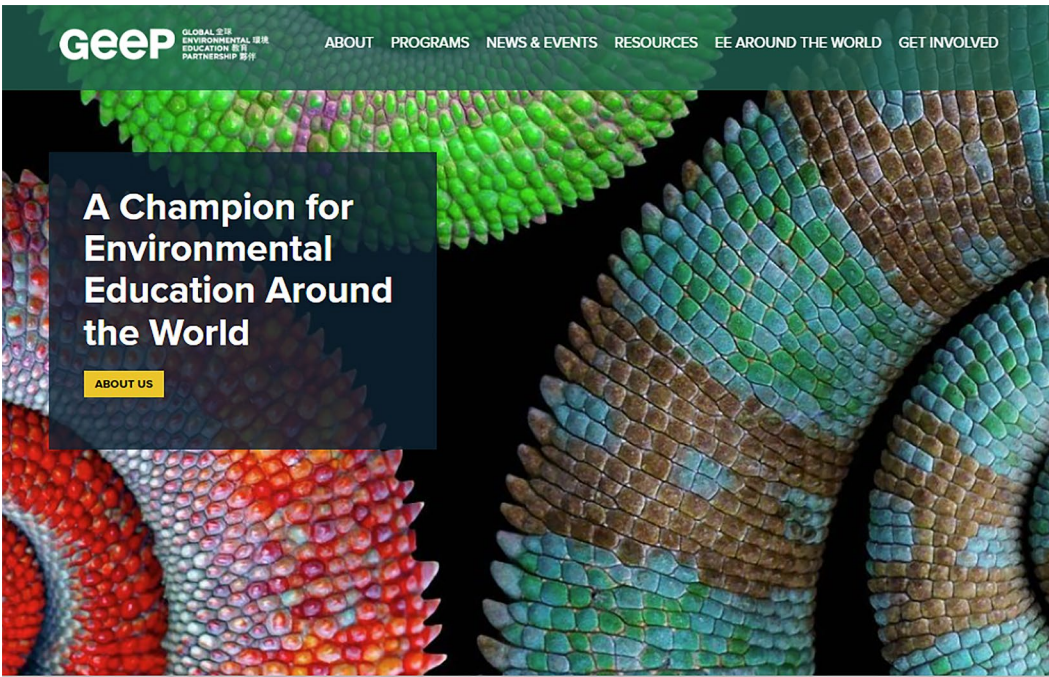 GEEP
GLOBAL 全球
ENVIRONMENTAL 環境
EDUCATION 教育
PARTNERSHIP 夥伴
ABOUT PROGRAMS NEWS & EVENTS RESOURCES EE AROUND THE WORLD GET INVOLVED
A Champion for
Environmental
Education Around
the World
ABOUT US